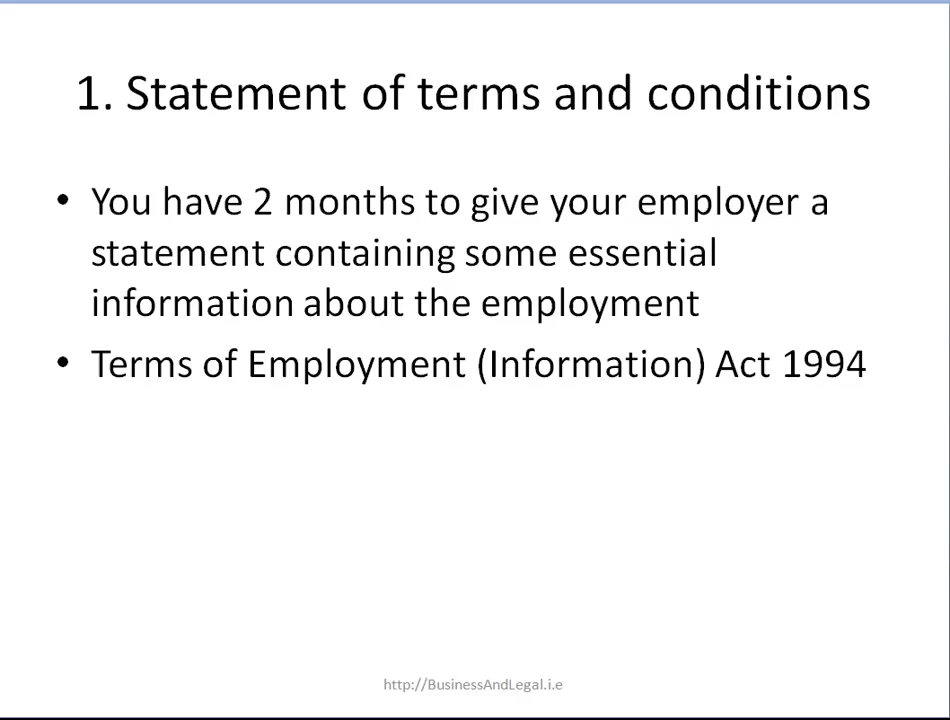 1. Statement of terms and conditions
• You have 2 months to give your employer a
statement containing some essential
information about the employment
• Terms of Employment (Information) Act 1994
http://BusinessAndLegal.i.e